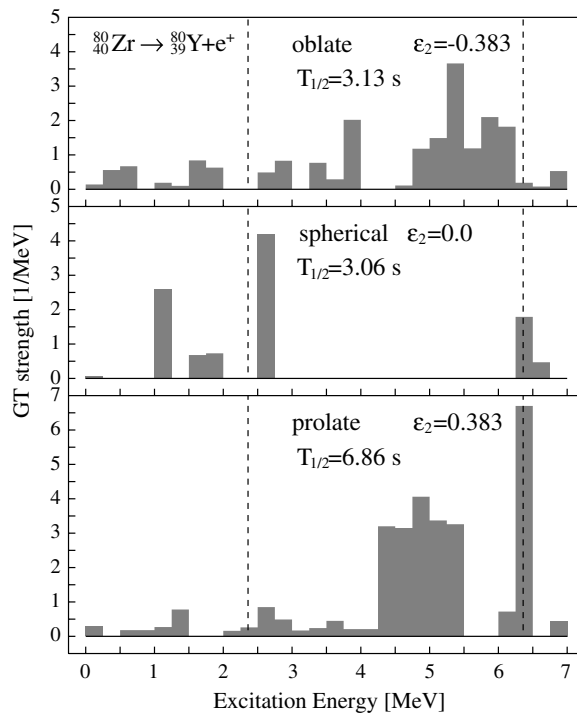 ⁸⁰₄₀Zr → ⁸⁰₃₉Y+e⁺ oblate ε₂=-0.383
T₁/₂=3.13 s
5
4
3
2
1
0
spherical ε₂=0.0
T₁/₂=3.06 s
5
4
3
2
1
0
GT strength [1/MeV]
prolate ε₂=0.383
T₁/₂=6.86 s
7
6
5
4
3
2
1
0
0 1 2 3 4 5 6 7
Excitation Energy [MeV]